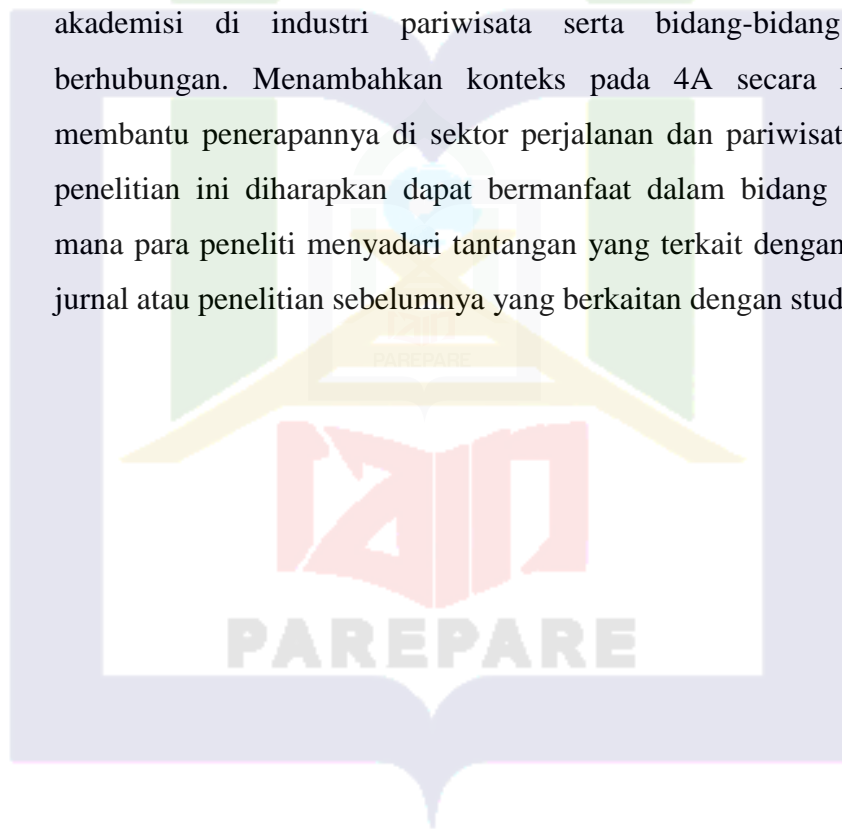 akademisi di industri pariwisata serta bidang-bidang
berhubungan. Menambahkan konteks pada 4A secara
membantu penerapannya di sektor perjalanan dan pariwisat
penelitian ini diharapkan dapat bermanfaat dalam bidang
mana para peneliti menyadari tantangan yang terkait dengan
jurnal atau penelitian sebelumnya yang berkaitan dengan stud
iain
PAREPARE
iain
PAREPARE